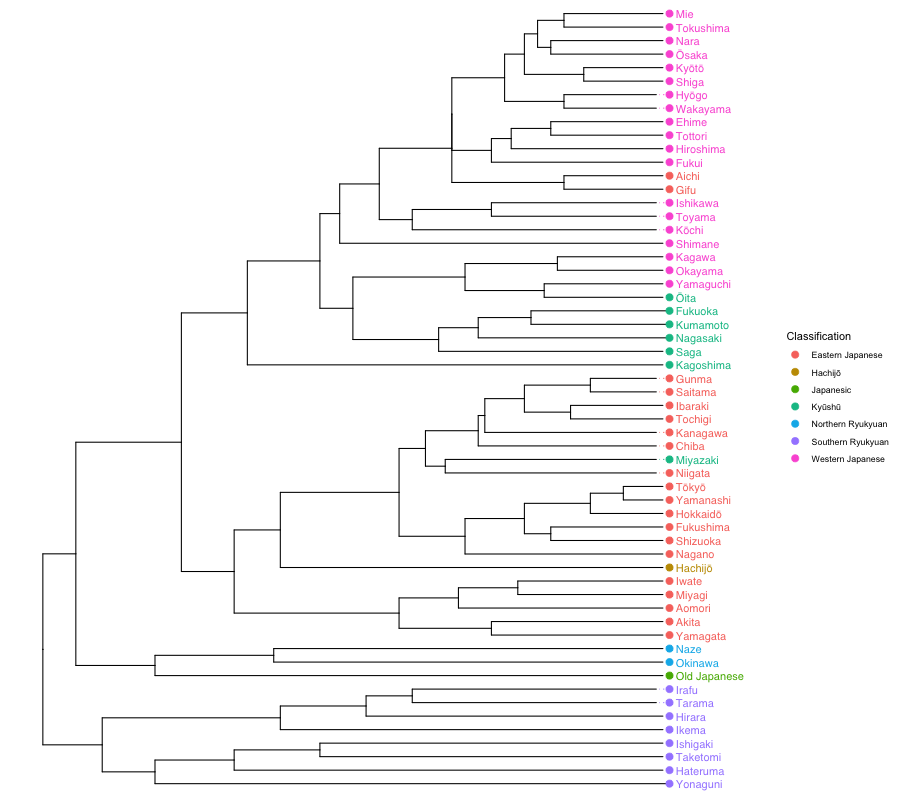 Mie
Tokushima
Nara
Ōsaka
Kyōtō
Shiga
Hyōgo
Wakayama
Ehime
Tottori
Hiroshima
Fukui
Aichi
Gifu
Ishikawa
Toyama
Kōchi
Shimane
Kagawa
Okayama
Yamaguchi
Ōita
Fukuoka
Kumamoto
Nagasaki
Saga
Kagoshima
Gunma
Saitama
Ibaraki
Tochigi
Kanagawa
Chiba
Miyazaki
Niigata
Tōkyō
Yamanashi
Hokkaidō
Fukushima
Shizuoka
Nagano
Hachijō
Iwate
Miyagi
Aomori
Akita
Yamagata
Naze
Okinawa
Old Japanese
Irafu
Tarama
Hirara
Ikema
Ishigaki
Taketomi
Hateruma
Yonaguni
Classification
Eastern Japanese
Hachijō
Japanesic
Kyūshū
Northern Ryukyuan
Southern Ryukyuan
Western Japanese